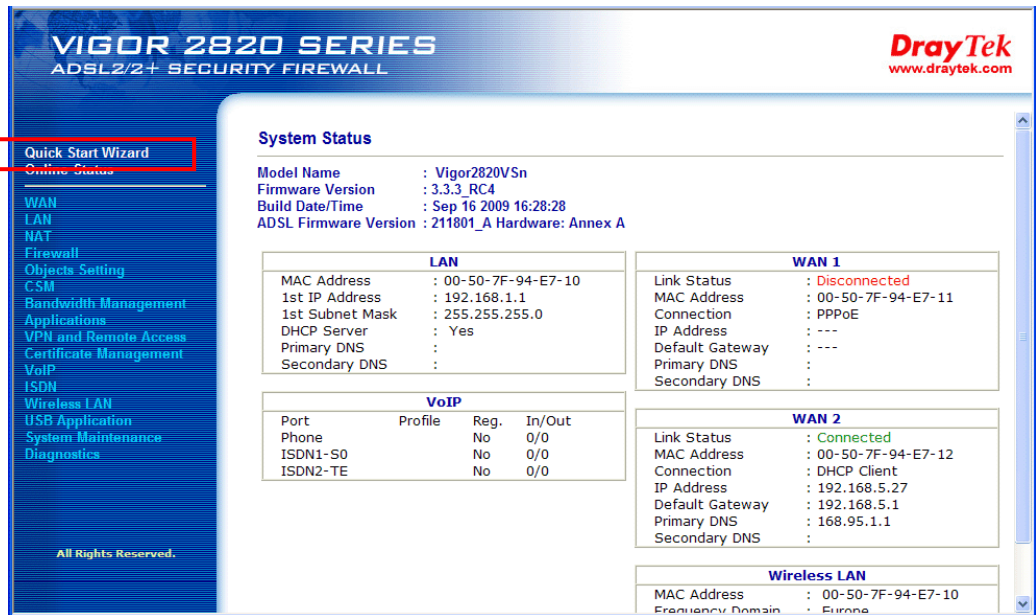 VIGOR 2820 SERIES
ADSL2/2+ SECURITY FIREWALL
DrayTek
www.draytek.com
Quick Start Wizard
Online Status
WAN
LAN
NAT
Firewall
Objects Setting
CSM
Bandwidth Management
Applications
VPN and Remote Access
Certificate Management
VoIP
ISDN
Wireless LAN
USB Application
System Maintenance
Diagnostics
All Rights Reserved.
System Status
Model Name : Vigor2820VSn
Firmware Version : 3.3.3_RC4
Build Date/Time : Sep 16 2009 16:28:28
ADSL Firmware Version : 211801_A Hardware: Annex A
LAN
MAC Address : 00-50-7F-94-E7-10
1st IP Address : 192.168.1.1
1st Subnet Mask : 255.255.255.0
DHCP Server : Yes
Primary DNS :
Secondary DNS :
VoIP
Port Profile Reg. In/Out
Phone No 0/0
ISDN1-S0 No 0/0
ISDN2-TE No 0/0
WAN 1
Link Status : Disconnected
MAC Address : 00-50-7F-94-E7-11
Connection : PPPoE
IP Address : ---
Default Gateway : ---
Primary DNS :
Secondary DNS :
WAN 2
Link Status : Connected
MAC Address : 00-50-7F-94-E7-12
Connection : DHCP Client
IP Address : 192.168.5.27
Default Gateway : 192.168.5.1
Primary DNS : 168.95.1.1
Secondary DNS :
Wireless LAN
MAC Address : 00-50-7F-94-E7-10
Frequency Domain : Europe